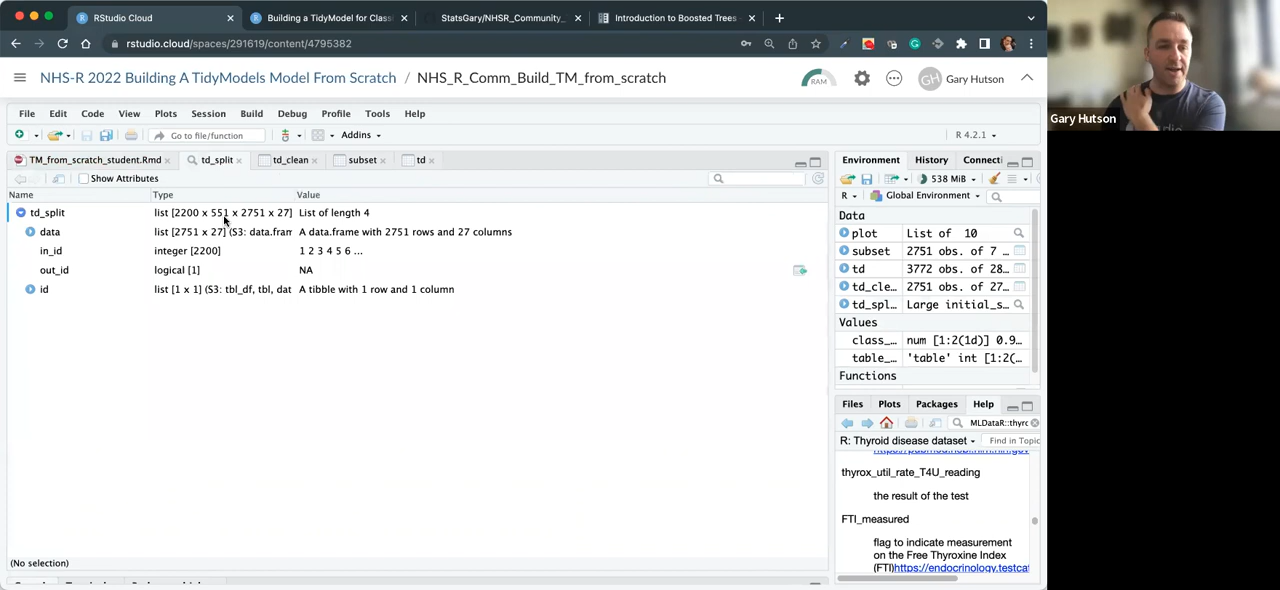 RStudio Cloud
Building a TidyModel for Class
StatsGary/NHSR_Community_
Introduction to Boosted Trees
rstudio.cloud/spaces/291619/content/4795382
NHS-R 2022 Building A TidyModels Model From Scratch / NHS_R_Comm_Build_TM_from_scratch
RAM
GH Gary Hutson
File Edit Code View Plots Session Build Debug Profile Tools Help
Go to file/function Addins R 4.2.1
TM_from_scratch_student.Rmd td_split td_clean subset td
Show Attributes
Name Type Value
td_split list [2200 x 551 x 2751 x 27] List of length 4
data list [2751 x 27] (S3: data.fram A data.frame with 2751 rows and 27 columns
in_id integer [2200] 1 2 3 4 5 6 ...
out_id logical [1] NA
id list [1 x 1] (S3: tbl_df, tbl, dat A tibble with 1 row and 1 column
(No selection)
Environment History Connecti
538 MiB
R Global Environment
Data
plot List of 10
subset 2751 obs. of 7 …
td 3772 obs. of 28…
td_cle… 2751 obs. of 27…
td_spl… Large initial_s…
Values
class_… num [1:2(1d)] 0.9…
table_… 'table' int [1:2(…
Functions
Files Plots Packages Help
MLDataR::thyrc
R: Thyroid disease dataset Find in Topic
thyrox_util_rate_T4U_reading
the result of the test
FTI_measured
flag to indicate measurement
on the Free Thyroxine Index
(FTI)https://endocrinology.testcat
Gary Hutson